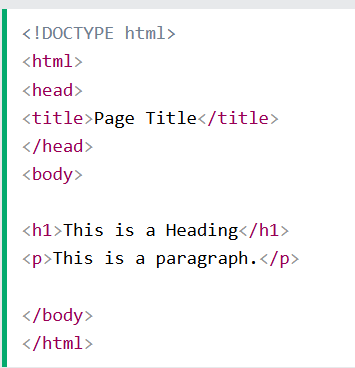 <!DOCTYPE html>
<html>
<head>
<title>Page Title</title>
</head>
<body>

<h1>This is a Heading</h1>
<p>This is a paragraph.</p>

</body>
</html>